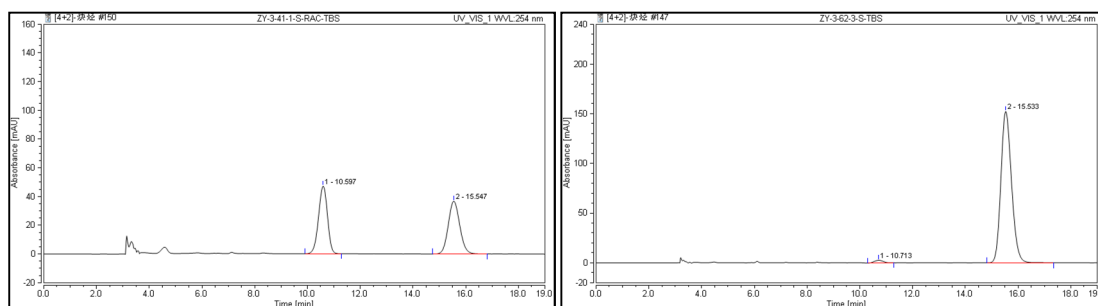 [4+2]-炔烃 #150 ZY-3-41-1-S-RAC-TBS UV_VIS_1 WVL:254 nm
160
140
120
100
80
60
40
20
0
-20
Absorbance [mAU]
1 - 10.597
2 - 15.547
0.0 2.0 4.0 6.0 8.0 10.0 12.0 14.0 16.0 19.0
Time [min]
[4+2]-炔烃 #147 ZY-3-62-3-S-TBS UV_VIS_1 WVL:254 nm
240
200
150
100
50
0
-20
Absorbance [mAU]
1 - 10.713
2 - 15.533
0.0 2.0 4.0 6.0 8.0 10.0 12.0 14.0 16.0 18.0 19.0
Time [min]